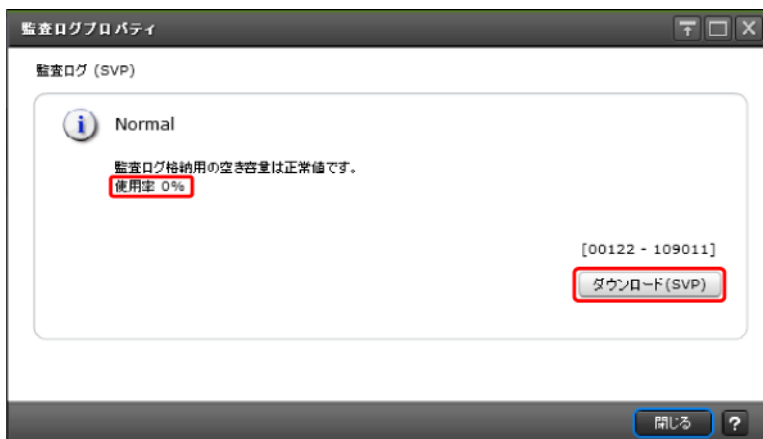 監査ログプロパティ
監査ログ (SVP)
Normal
監査ログ格納用の空き容量は正常値です。
使用率 0%
[00122 - 109011]
ダウンロード(SVP)
閉じる ?